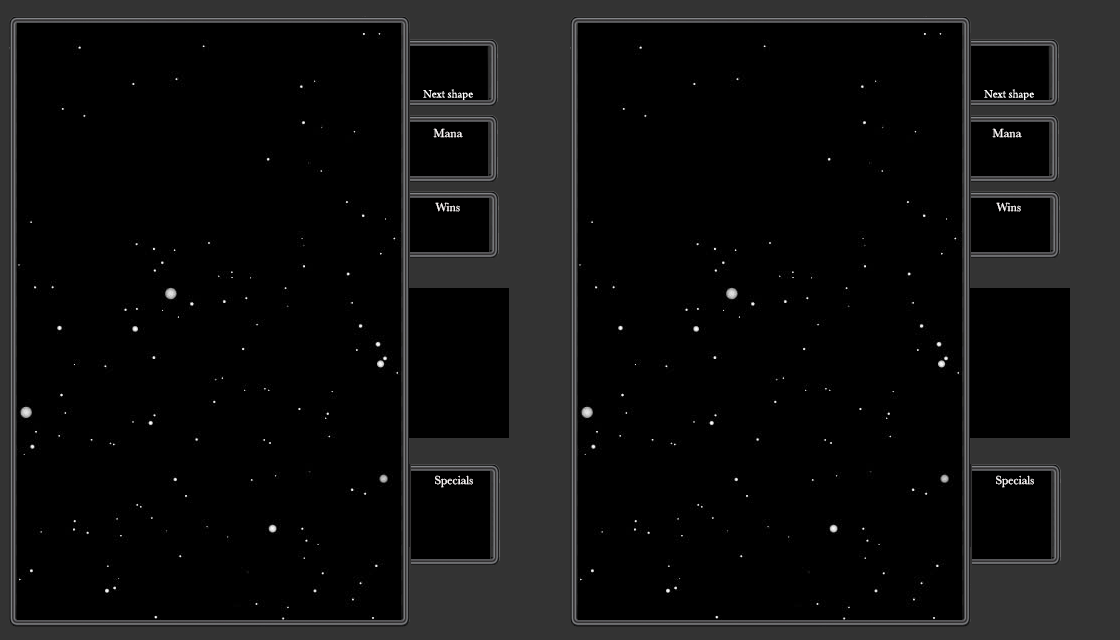 Next shape
Mana
Wins
Specials
Next shape
Mana
Wins
Specials